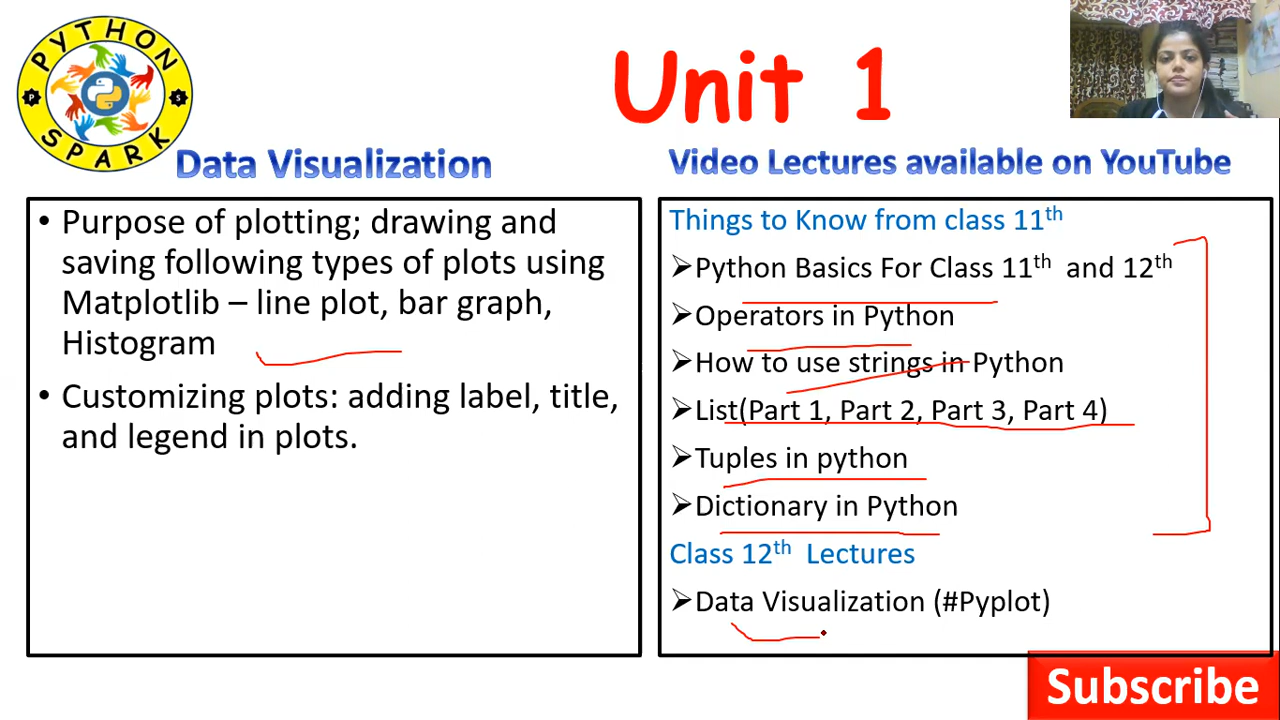 PYTHON
P S
SPARK
Unit 1
Data Visualization
• Purpose of plotting; drawing and
saving following types of plots using
Matplotlib – line plot, bar graph,
Histogram
• Customizing plots: adding label, title,
and legend in plots.
Video Lectures available on YouTube
Things to Know from class 11th
➢Python Basics For Class 11th and 12th
➢Operators in Python
➢How to use strings in Python
➢List(Part 1, Part 2, Part 3, Part 4)
➢Tuples in python
➢Dictionary in Python
Class 12th Lectures
➢Data Visualization (#Pyplot)
Subscribe